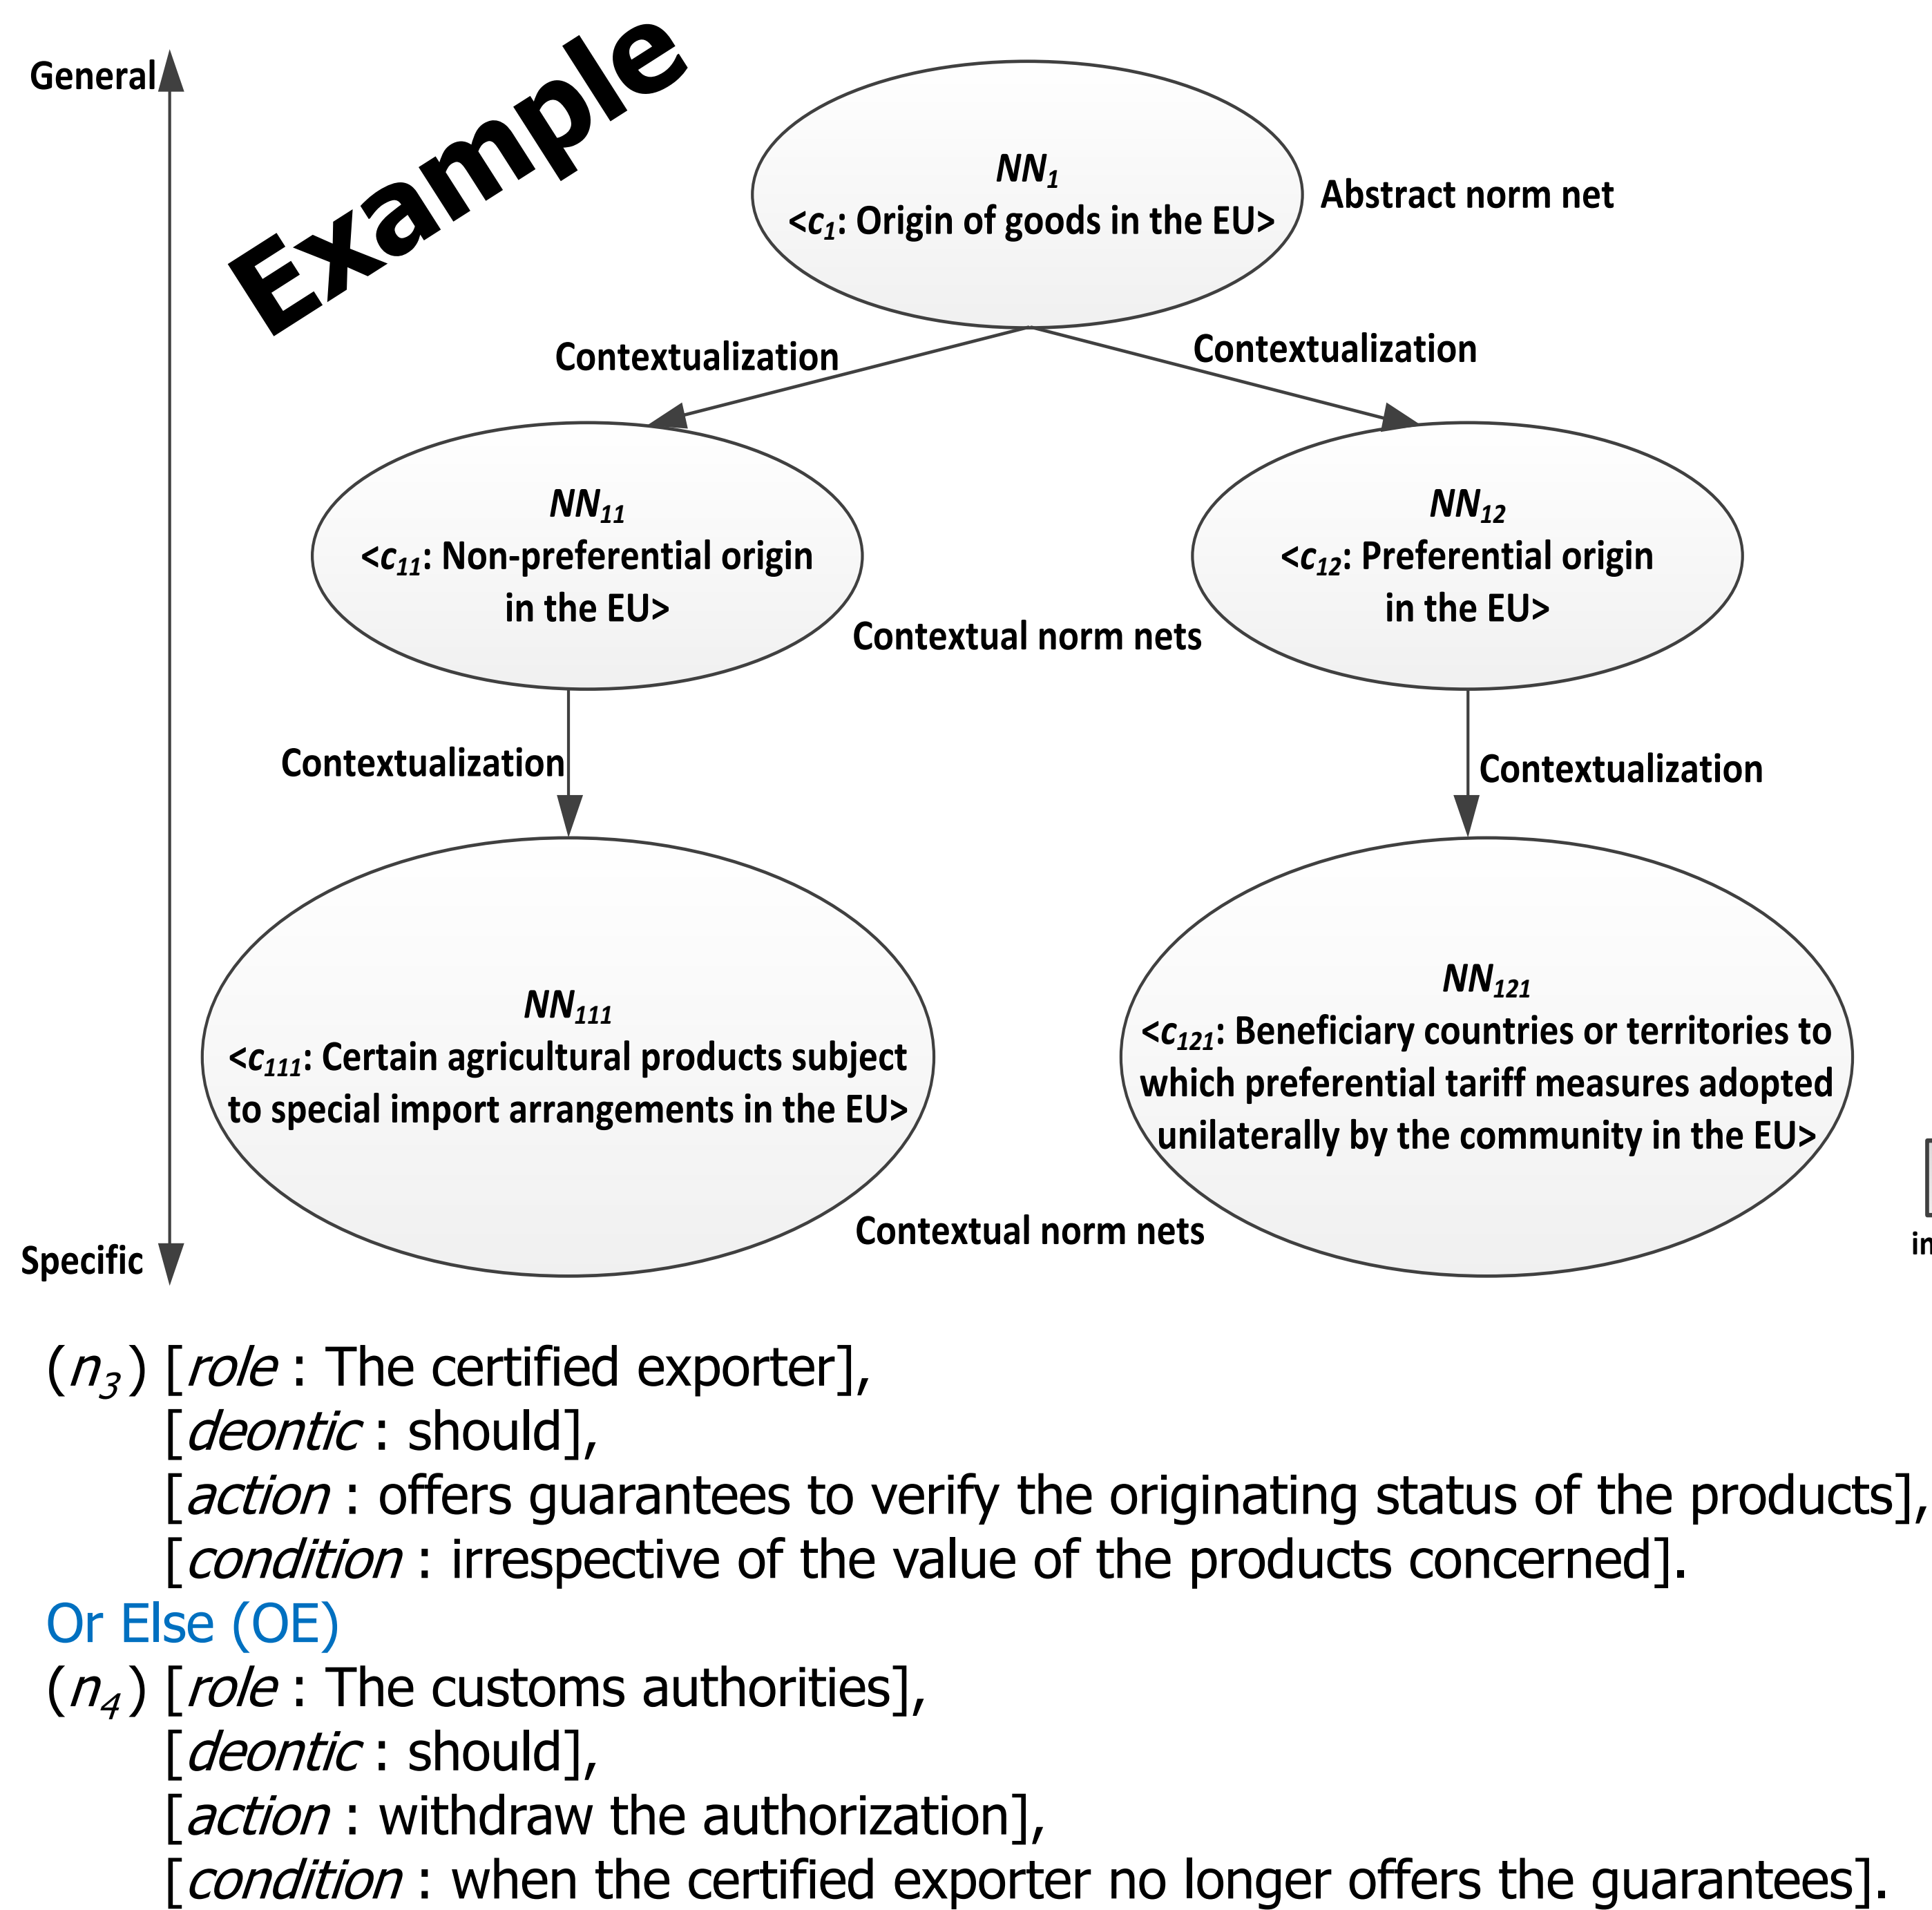 Example
General
NN1
<c1: Origin of goods in the EU>
Abstract norm net
Contextualization
Contextualization
NN11
<c11: Non-preferential origin
in the EU>
NN12
<c12: Preferential origin
in the EU>
Contextual norm nets
Contextualization
Contextualization
NN111
<c111: Certain agricultural products subject
to special import arrangements in the EU>
NN121
<c121: Beneficiary countries or territories to
which preferential tariff measures adopted
unilaterally by the community in the EU>
Contextual norm nets
Specific
(n3) [role : The certified exporter],
[deontic : should],
[action : offers guarantees to verify the originating status of the products],
[condition : irrespective of the value of the products concerned].
Or Else (OE)
(n4) [role : The customs authorities],
[deontic : should],
[action : withdraw the authorization],
[condition : when the certified exporter no longer offers the guarantees].